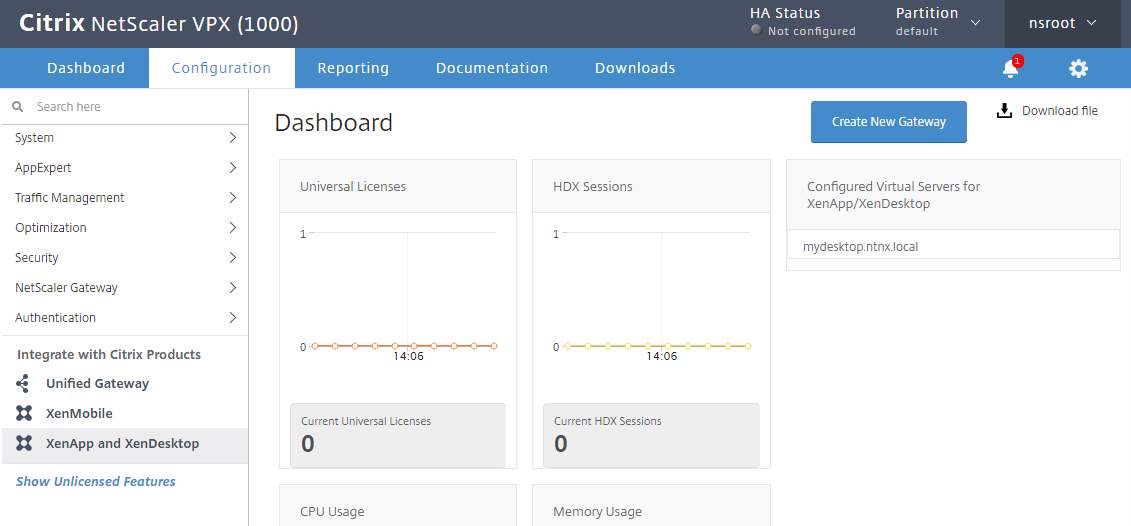 Citrix NetScaler VPX (1000)
HA Status
Not configured
Partition
default
nsroot
Dashboard
Configuration
Reporting
Documentation
Downloads
1
Search here
System
AppExpert
Traffic Management
Optimization
Security
NetScaler Gateway
Authentication
Integrate with Citrix Products
Unified Gateway
XenMobile
XenApp and XenDesktop
Show Unlicensed Features
Dashboard
Create New Gateway
Download file
Universal Licenses
1
0
14:06
Current Universal Licenses
0
HDX Sessions
1
0
14:06
Current HDX Sessions
0
Configured Virtual Servers for
XenApp/XenDesktop
mydesktop.ntnx.local
CPU Usage
Memory Usage